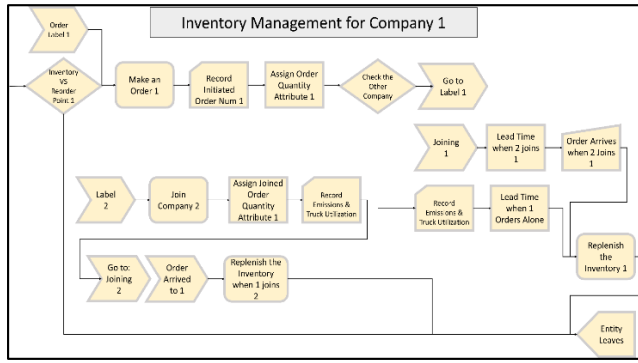 Inventory Management for Company 1
Order
Label 1
Inventory
VS
Reorder
Point 1
Make an
Order 1
Record
Initiated
Order Num 1
Assign Order
Quantity
Attribute 1
Check the
Other
Company
Go to
Label 1
Joining
1
Lead Time
when 2 joins
1
Order Arrives
when 2 Joins
1
Label
2
Join
Company 2
Assign Joined
Order
Quantity
Attribute 1
Record
Emissions &
Truck Utilization
Record
Emissions &
Truck Utilization
Lead Time
when 1
Orders Alone
Replenish
the
Inventory 1
Go to:
Joining
2
Order
Arrived
to 1
Replenish the
Inventory
when 1 joins
2
Entity
Leaves